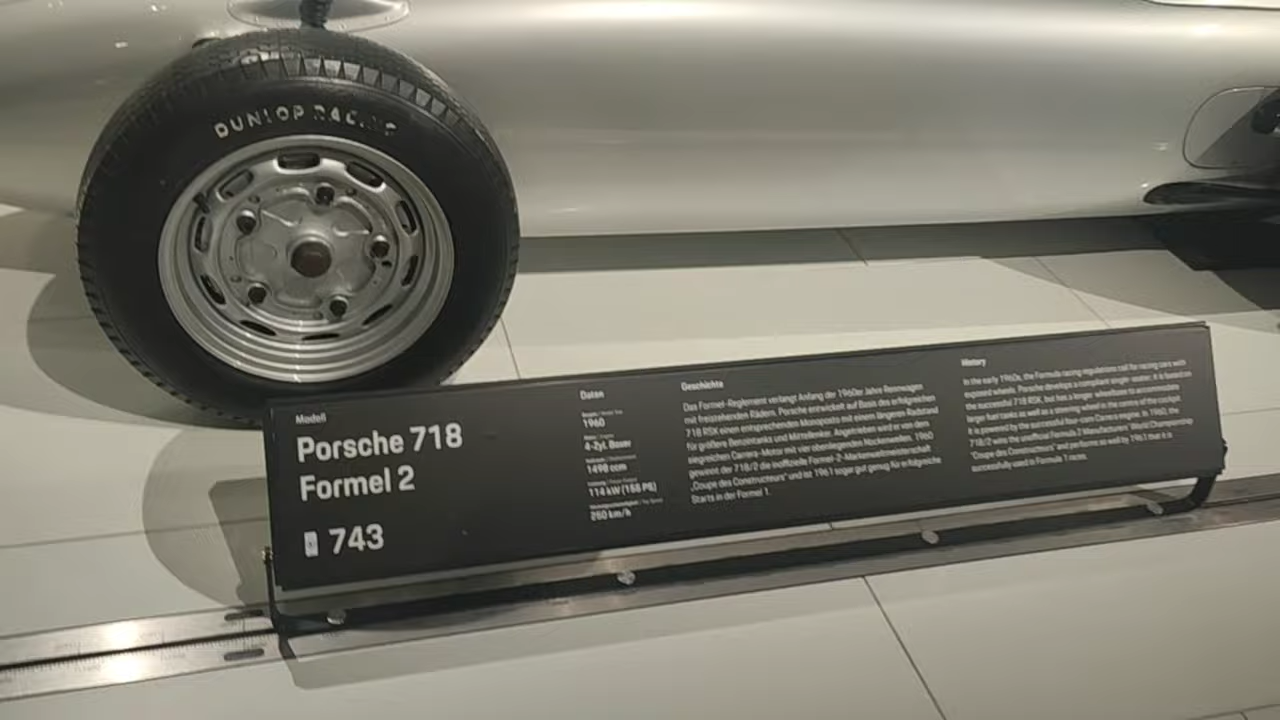 DUNLOP RACING
Modell
Porsche 718
Formel 2
743
Daten
1960
4-Zyl. Boxer
1498 ccm
114 kW (155 PS)
260 km/h
Geschichte
Das Formel-Reglement verlangt Anfang der 1960er Jahre Rennwagen
mit freistehenden Rädern. Porsche entwickelt auf Basis des erfolgreichen
718 RSK einen entsprechenden Monoposto mit einem längeren Radstand
für größere Benzintanks und Mittellenker. Angetrieben wird er von dem
siegreichen Carrera-Motor mit vier obenliegenden Nockenwellen. 1960
gewinnt der 718/2 die inoffizielle Formel-2-Markenweltmeisterschaft
„Coupe des Constructeurs“ und ist 1961 sogar gut genug für erfolgreiche
Starts in der Formel 1.
History
In the early 1960s, the Formula racing regulations call for racing cars with
exposed wheels. Porsche develops a compliant single-seater. It is based on
the successful 718 RSK, but has a longer wheelbase to accommodate
larger fuel tanks as well as a steering wheel in the centre of the cockpit.
It is powered by the successful four-cam Carrera engine. In 1960, the
718/2 wins the unofficial Formula 2 Manufacturers' World Championship
"Coupe des Constructeurs" and performs so well by 1961 that it is
successfully used in Formula 1 races.